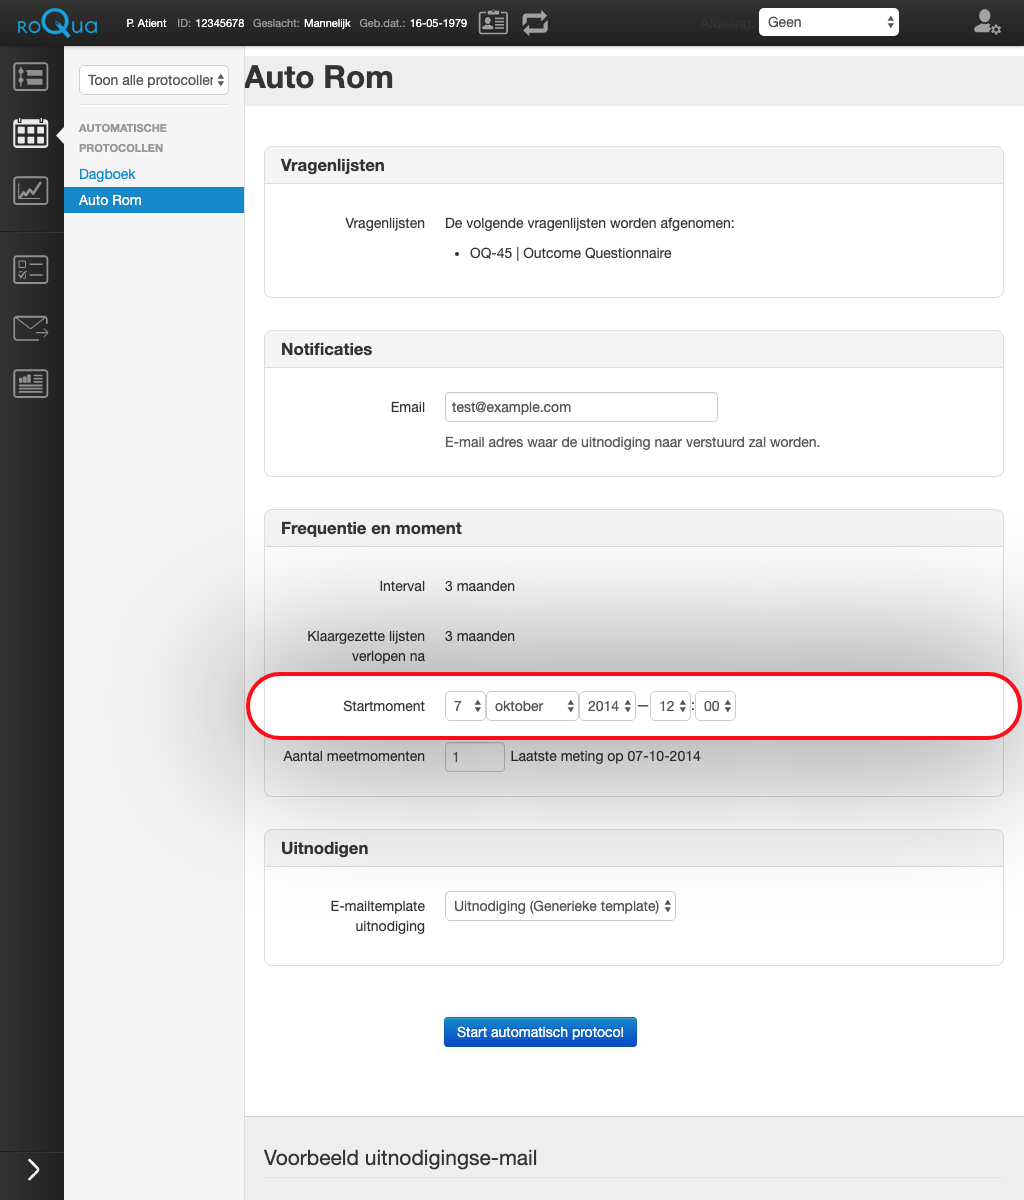 roQua P. Atient ID: 12345678 Geslacht: Mannelijk Geb.dat.: 16-05-1979 Afdeling: Geen
Toon alle protocoller
AUTOMATISCHE
PROTOCOLLEN
Dagboek
Auto Rom
Auto Rom
Vragenlijsten
Vragenlijsten De volgende vragenlijsten worden afgenomen:
• OQ-45 | Outcome Questionnaire
Notificaties
Email test@example.com
E-mail adres waar de uitnodiging naar verstuurd zal worden.
Frequentie en moment
Interval 3 maanden
Klaargezette lijsten 3 maanden
verlopen na
Startmoment 7 oktober 2014 — 12 : 00
Aantal meetmomenten 1 Laatste meting op 07-10-2014
Uitnodigen
E-mailtemplate Uitnodiging (Generieke template)
uitnodiging
Start automatisch protocol
Voorbeeld uitnodigingse-mail